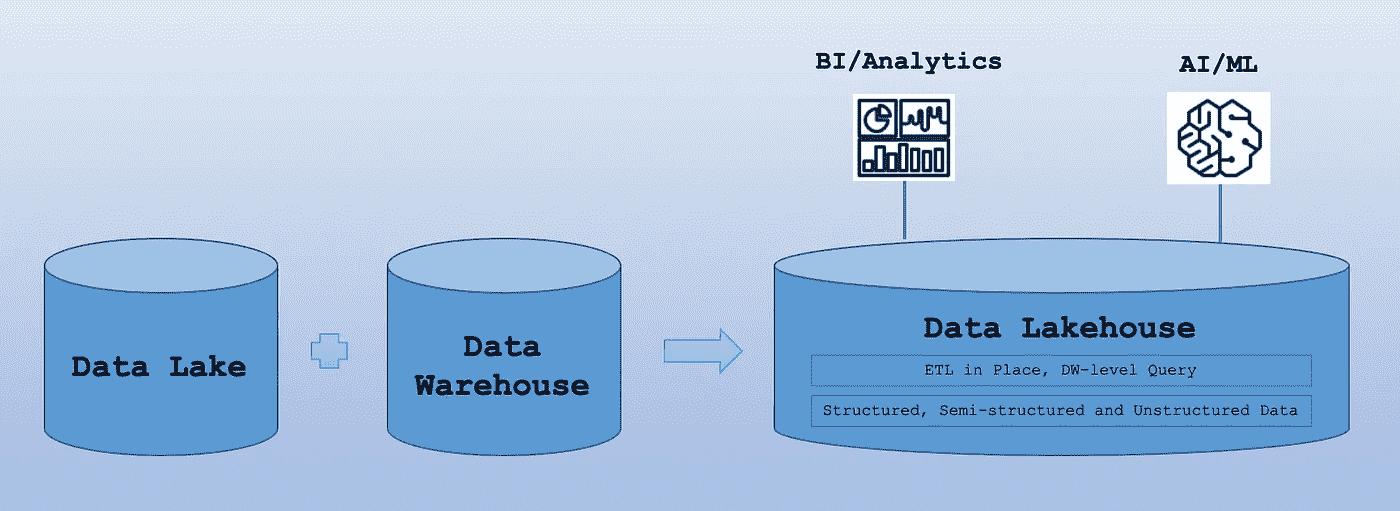 BI/Analytics
AI/ML
Data Lake
Data
Warehouse
Data Lakehouse
ETL in Place, DW-level Query
Structured, Semi-structured and Unstructured Data